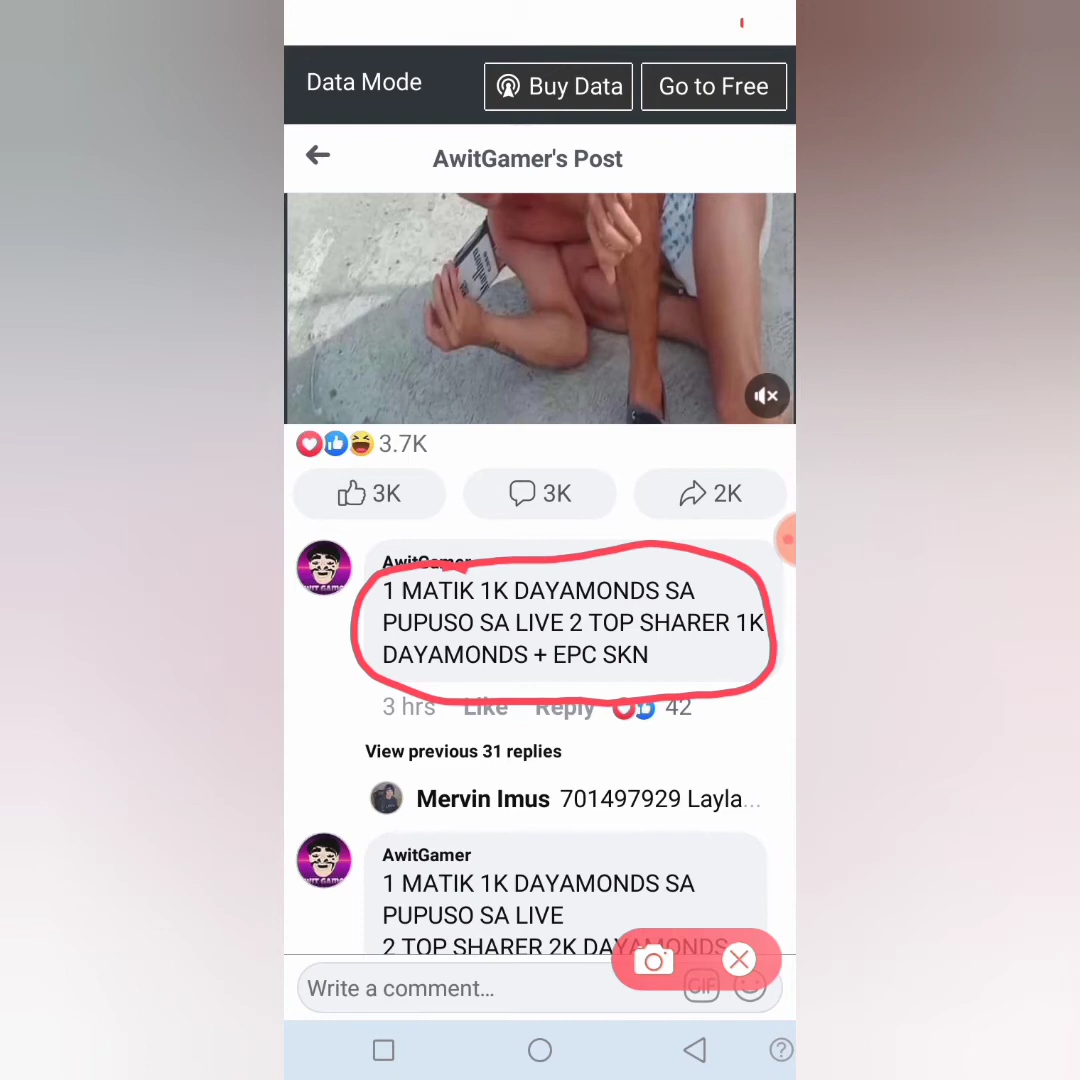 Data Mode
Buy Data
Go to Free
AwitGamer's Post
3.7K
3K
3K
2K
AwitGamer
1 MATIK 1K DAYAMONDS SA
PUPUSO SA LIVE 2 TOP SHARER 1K
DAYAMONDS + EPC SKN
3 hrs Like Reply 42
View previous 31 replies
Mervin Imus 701497929 Layla...
AwitGamer
1 MATIK 1K DAYAMONDS SA
PUPUSO SA LIVE
2 TOP SHARER 2K DAYAMONDS
Write a comment...
GIF